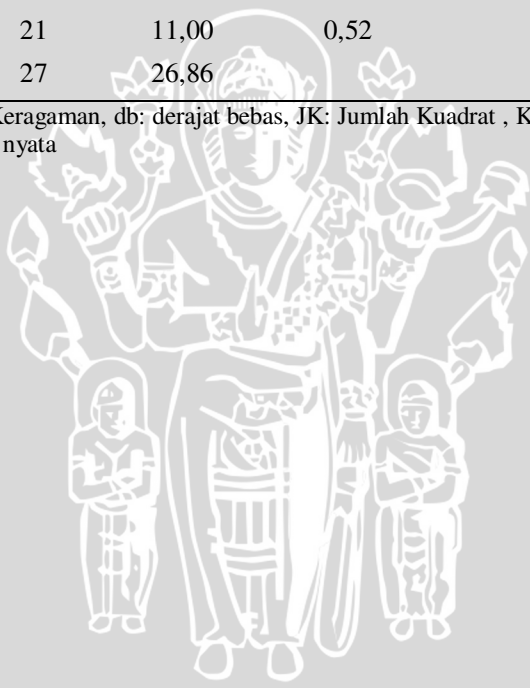 21 11,00 0,52
27 26,86
Keragaman, db: derajat bebas, JK: Jumlah Kuadrat , K
nyata